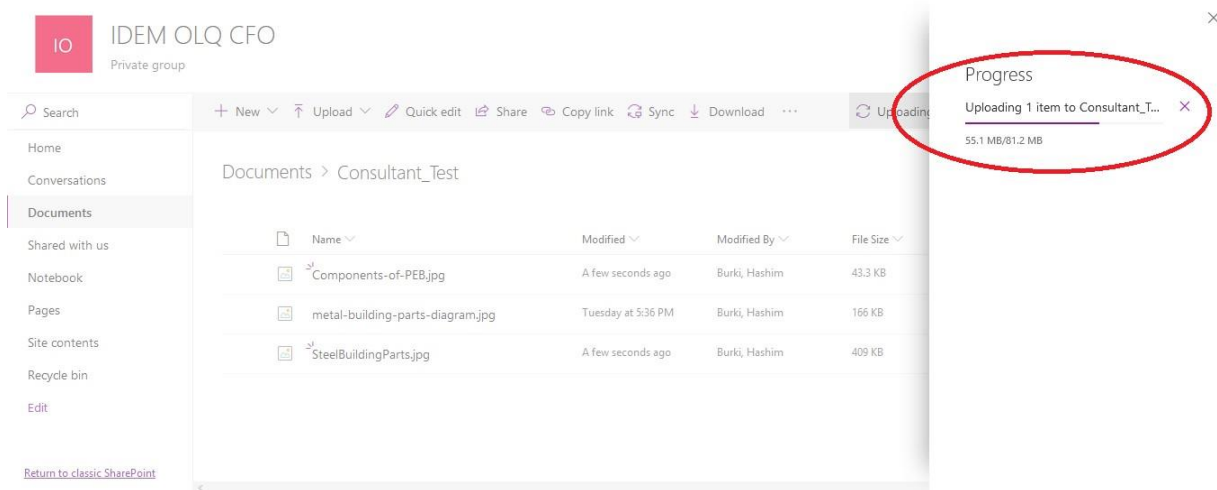 IO
IDEM OLQ CFO
Private group
Search
+ New Upload Quick edit Share Copy link Sync Download ...
Home
Conversations
Documents
Shared with us
Notebook
Pages
Site contents
Recycle bin
Edit
Return to classic SharePoint
Documents > Consultant_Test
Name Modified Modified By File Size
Components-of-PEB.jpg A few seconds ago Burki, Hashim 43.3 KB
metal-building-parts-diagram.jpg Tuesday at 5:36 PM Burki, Hashim 166 KB
SteelBuildingParts.jpg A few seconds ago Burki, Hashim 409 KB
Progress
Uploading 1 item to Consultant_T...
55.1 MB/81.2 MB